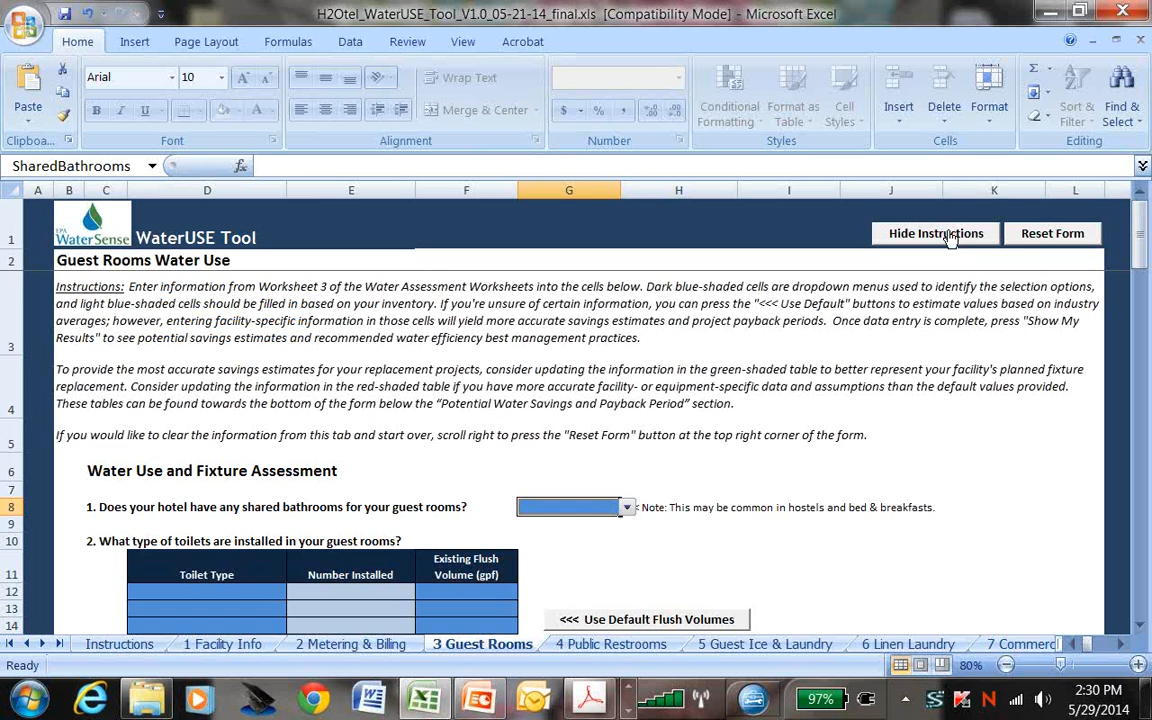 H2Otel_WaterUSE_Tool_V1.0_05-21-14_final.xls [Compatibility Mode] - Microsoft Excel
Home Insert Page Layout Formulas Data Review View Acrobat
Paste
Arial 10
Wrap Text
Merge & Center
B I U
$ % ,
Conditional Formatting
Format as Table
Cell Styles
Insert Delete Format
Σ
Sort & Filter
Find & Select
Clipboa... Font Alignment Number Styles Cells Editing
SharedBathrooms fx
A B C D E F G H I J K L
EPA
WaterSense
1 WaterUSE Tool Hide Instructions Reset Form
2 Guest Rooms Water Use
Instructions: Enter information from Worksheet 3 of the Water Assessment Worksheets into the cells below. Dark blue-shaded cells are dropdown menus used to identify the selection options,
and light blue-shaded cells should be filled in based on your inventory. If you're unsure of certain information, you can press the "<<< Use Default" buttons to estimate values based on industry
averages; however, entering facility-specific information in those cells will yield more accurate savings estimates and project payback periods. Once data entry is complete, press "Show My
3 Results" to see potential savings estimates and recommended water efficiency best management practices.
To provide the most accurate savings estimates for your replacement projects, consider updating the information in the green-shaded table to better represent your facility's planned fixture
replacement. Consider updating the information in the red-shaded table if you have more accurate facility- or equipment-specific data and assumptions than the default values provided.
4 These tables can be found towards the bottom of the form below the “Potential Water Savings and Payback Period” section.
5 If you would like to clear the information from this tab and start over, scroll right to press the "Reset Form" button at the top right corner of the form.
6 Water Use and Fixture Assessment
7
8 1. Does your hotel have any shared bathrooms for your guest rooms? < Note: This may be common in hostels and bed & breakfasts.
9
10 2. What type of toilets are installed in your guest rooms?
11 Toilet Type Number Installed Existing Flush Volume (gpf)
12
13
14 <<< Use Default Flush Volumes
Instructions 1 Facility Info 2 Metering & Billing 3 Guest Rooms 4 Public Restrooms 5 Guest Ice & Laundry 6 Linen Laundry 7 Commerc
Ready 80%
97%
2:30 PM
5/29/2014